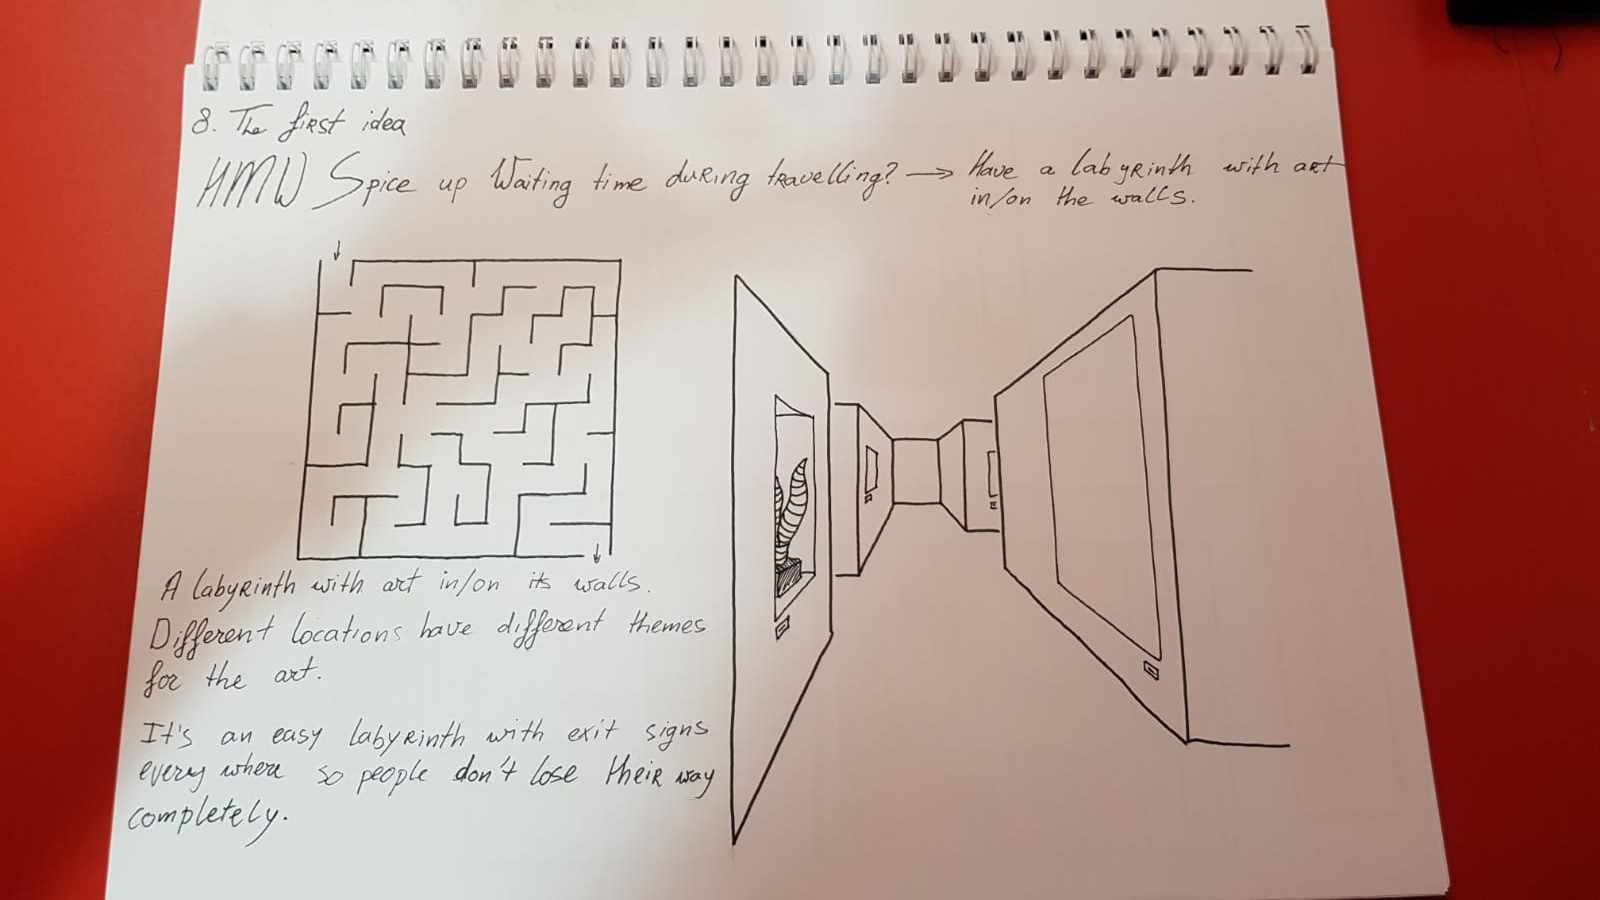 8. The first idea
HMW Spice up Waiting time during travelling? → Have a labyrinth with art
in/on the walls.
A labyrinth with art in/on its walls.
Different locations have different themes
for the art.
It's an easy labyrinth with exit signs
every where so people don't lose their way
completely.